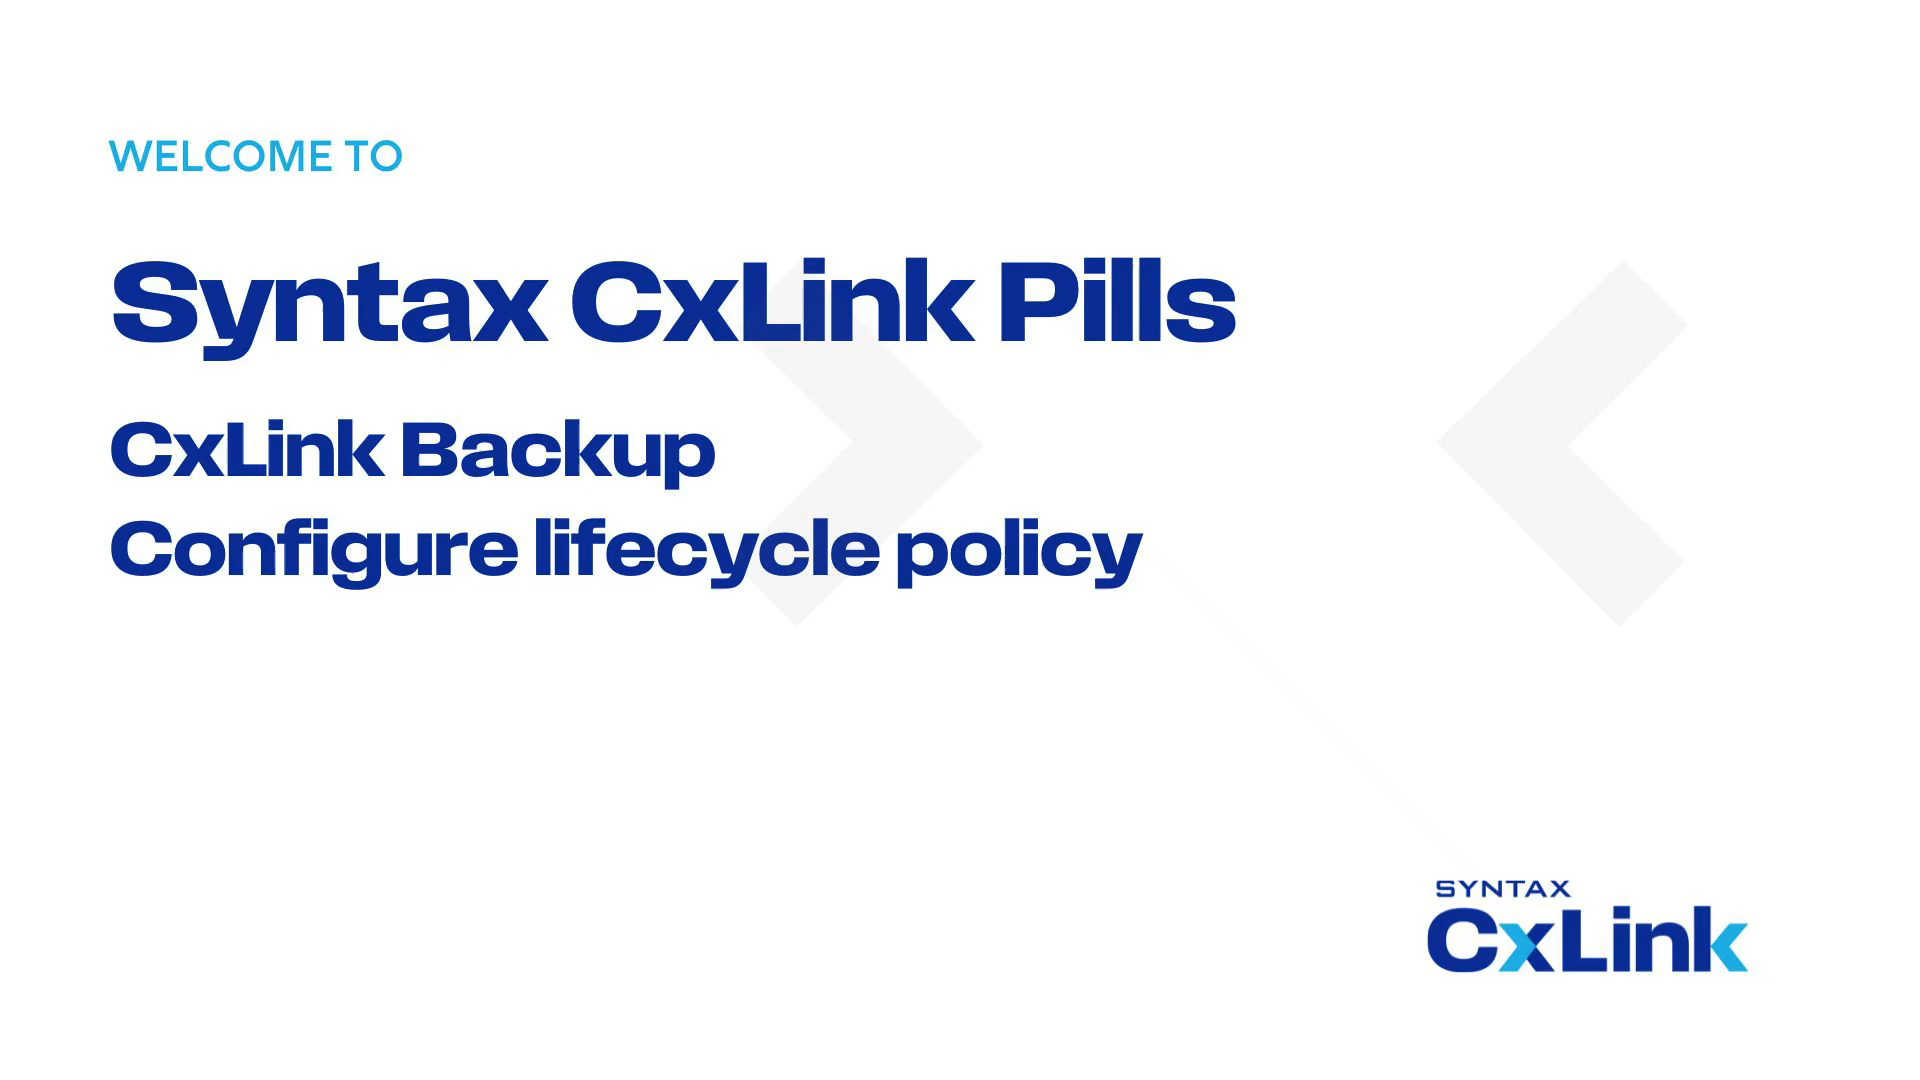 WELCOME TO
Syntax CxLink Pills
CxLink Backup
Configure lifecycle policy
SYNTAX
CxLink